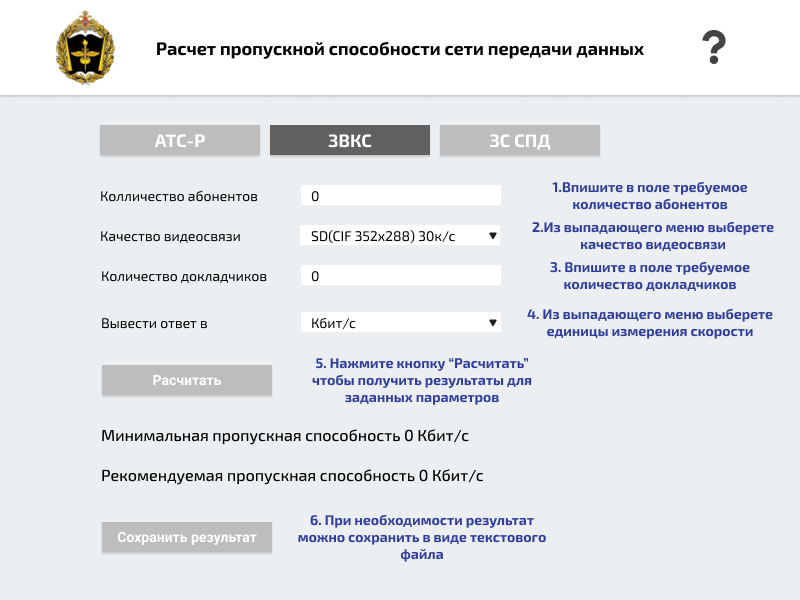 Расчет пропускной способности сети передачи данных
?
АТС-Р
ЗВКС
ЗС СПД
Колличество абонентов
0
1.Впишите в поле требуемое
количество абонентов
Качество видеосвязи
SD(CIF 352x288) 30к/с
2.Из выпадающего меню выберете
качество видеосвязи
Количество докладчиков
0
3. Впишите в поле требуемое
количество докладчиков
Вывести ответ в
Кбит/с
4. Из выпадающего меню выберете
единицы измерения скорости
Расчитать
5. Нажмите кнопку “Расчитать”
чтобы получить результаты для
заданных параметров
Минимальная пропускная способность 0 Кбит/с
Рекомендуемая пропускная способность 0 Кбит/с
Сохранить результат
6. При необходимости результат
можно сохранить в виде текстового
файла